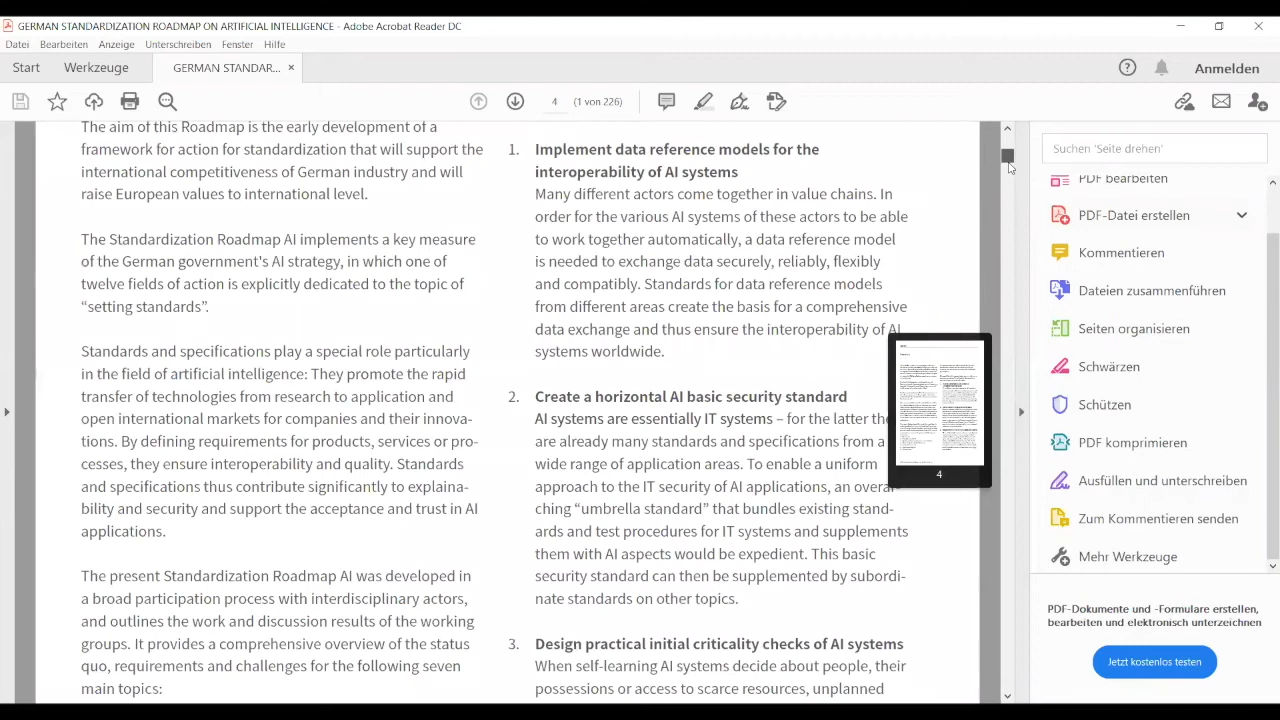 GERMAN STANDARDIZATION ROADMAP ON ARTIFICIAL INTELLIGENCE - Adobe Acrobat Reader DC
Datei Bearbeiten Anzeige Unterschreiben Fenster Hilfe
Start Werkzeuge GERMAN STANDAR... × Anmelden
4 (1 von 226)
The aim of this Roadmap is the early development of a
framework for action for standardization that will support the
international competitiveness of German industry and will
raise European values to international level.
The Standardization Roadmap AI implements a key measure
of the German government's AI strategy, in which one of
twelve fields of action is explicitly dedicated to the topic of
“setting standards”.
Standards and specifications play a special role particularly
in the field of artificial intelligence: They promote the rapid
transfer of technologies from research to application and
open international markets for companies and their innova-
tions. By defining requirements for products, services or pro-
cesses, they ensure interoperability and quality. Standards
and specifications thus contribute significantly to explaina-
bility and security and support the acceptance and trust in AI
applications.
The present Standardization Roadmap AI was developed in
a broad participation process with interdisciplinary actors,
and outlines the work and discussion results of the working
groups. It provides a comprehensive overview of the status
quo, requirements and challenges for the following seven
main topics:
1. Implement data reference models for the
interoperability of AI systems
Many different actors come together in value chains. In
order for the various AI systems of these actors to be able
to work together automatically, a data reference model
is needed to exchange data securely, reliably, flexibly
and compatibly. Standards for data reference models
from different areas create the basis for a comprehensive
data exchange and thus ensure the interoperability of AI
systems worldwide.
2. Create a horizontal AI basic security standard
AI systems are essentially IT systems – for the latter the
are already many standards and specifications from a
wide range of application areas. To enable a uniform
approach to the IT security of AI applications, an overar-
ching “umbrella standard” that bundles existing stand-
ards and test procedures for IT systems and supplements
them with AI aspects would be expedient. This basic
security standard can then be supplemented by subordi-
nate standards on other topics.
3. Design practical initial criticality checks of AI systems
When self-learning AI systems decide about people, their
possessions or access to scarce resources, unplanned
4
Suchen 'Seite drehen'
PDF bearbeiten
PDF-Datei erstellen
Kommentieren
Dateien zusammenführen
Seiten organisieren
Schwärzen
Schützen
PDF komprimieren
Ausfüllen und unterschreiben
Zum Kommentieren senden
Mehr Werkzeuge
PDF-Dokumente und -Formulare erstellen,
bearbeiten und elektronisch unterzeichnen
Jetzt kostenlos testen